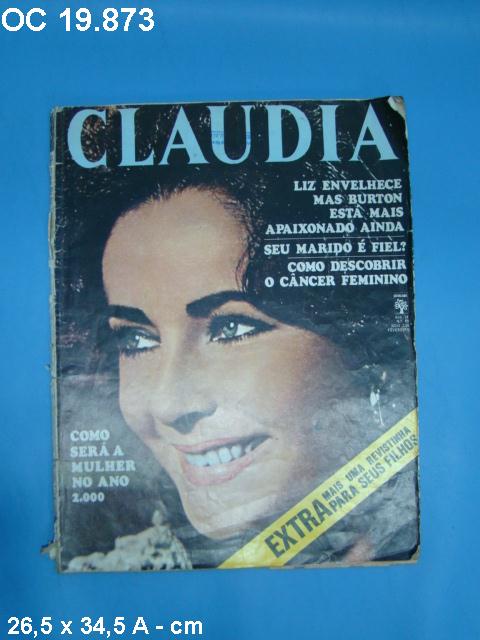 OC 19.873
CLAUDIA
LIZ ENVELHECE
MAS BURTON
ESTÁ MAIS
APAIXONADO AINDA
SEU MARIDO É FIEL?
COMO DESCOBRIR
O CÂNCER FEMININO
COMO
SERÁ A
MULHER
NO ANO
2.000
EXTRA
MAIS UMA REVISTINHA
PARA SEUS FILHOS
26,5 x 34,5 A - cm